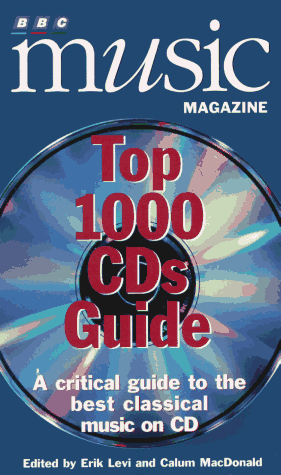 BBC
music
MAGAZINE
Top
1000
CDs
Guide
A critical guide to the
best classical
music on CD
Edited by Erik Levi and Calum MacDonald